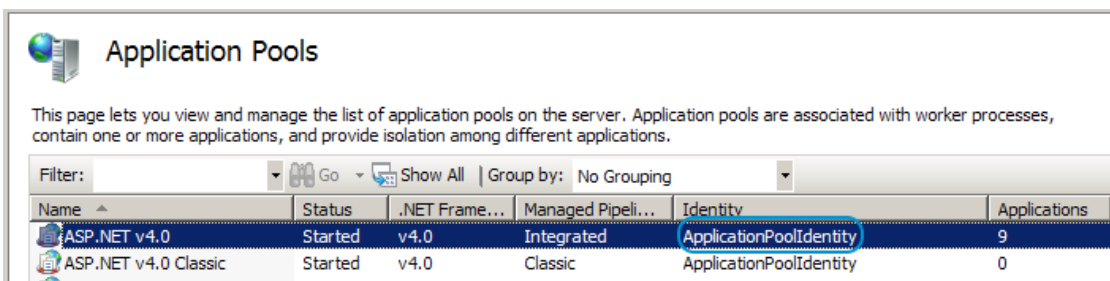 Application Pools
This page lets you view and manage the list of application pools on the server. Application pools are associated with worker processes,
contain one or more applications, and provide isolation among different applications.
Filter: Go Show All | Group by: No Grouping
Name Status .NET Frame... Managed Pipeli... Identity Applications
ASP.NET v4.0 Started v4.0 Integrated ApplicationPoolIdentity 9
ASP.NET v4.0 Classic Started v4.0 Classic ApplicationPoolIdentity 0